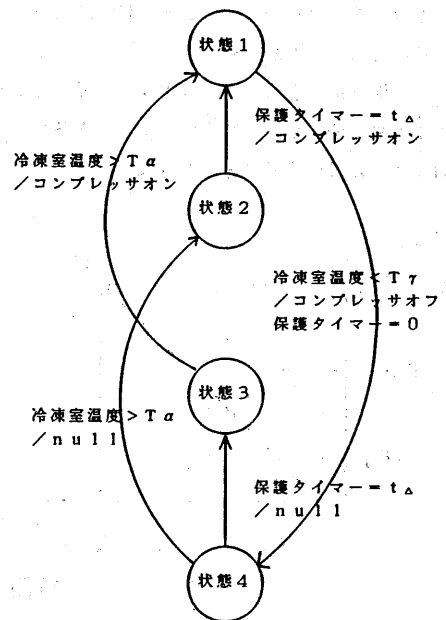 状態1
保護タイマー=t△
/コンプレッサオン
冷凍室温度>Tα
/コンプレッサオン
状態2
冷凍室温度<Tγ
/コンプレッサオフ
保護タイマー=0
状態3
冷凍室温度>Tα
/null
保護タイマー=t△
/null
状態4